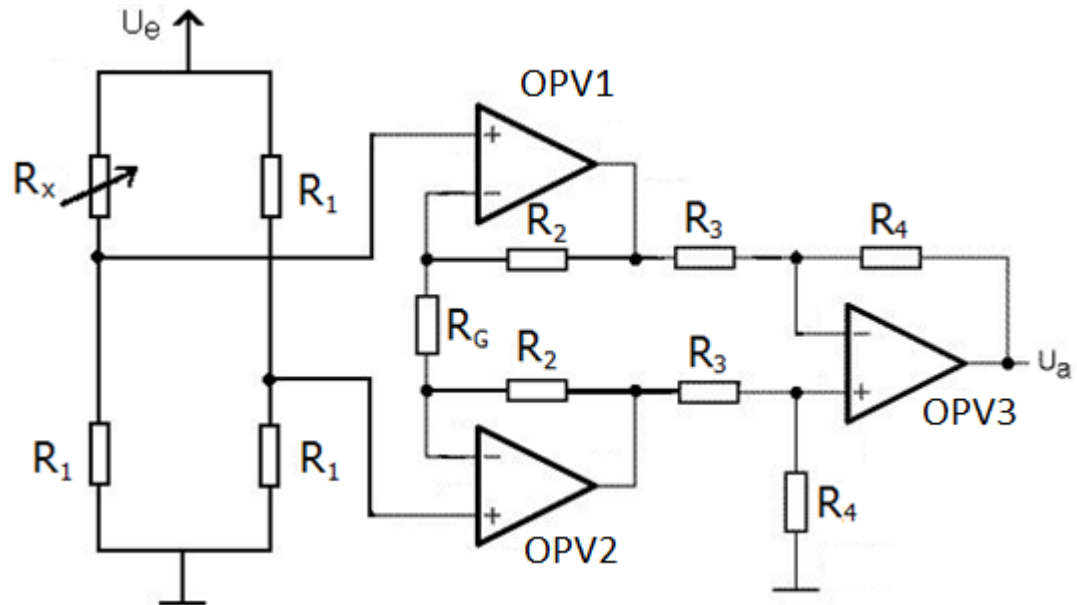 Ue
OPV1
+
Rx
R1
−
R2
R3
R4
RG
R2
R3
−
Ua
+
OPV3
R1
R1
−
+
R4
OPV2